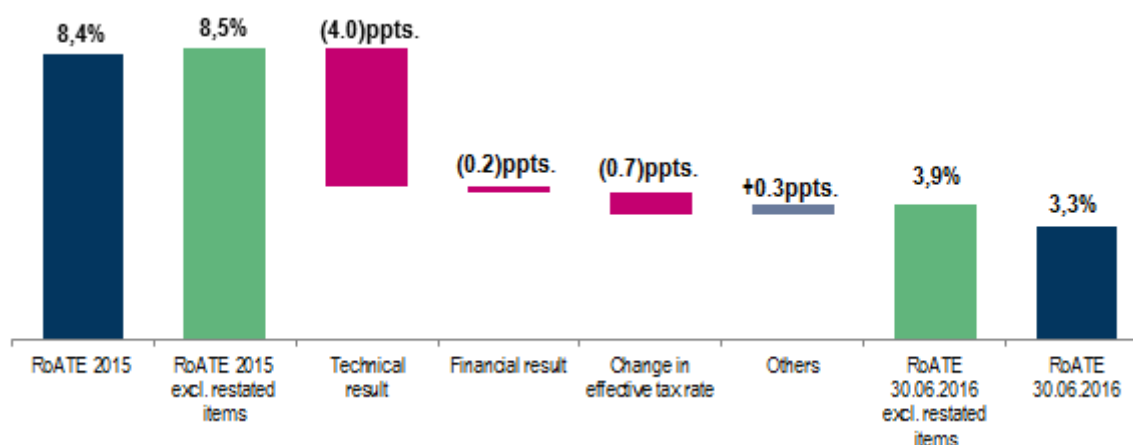 8,4%
8,5%
(4.0)ppts.
(0.2)ppts.
(0.7)ppts.
+0.3ppts.
3,9%
3,3%
RoATE 2015
RoATE 2015
excl. restated
items
Technical
result
Financial result
Change in
effective tax rate
Others
RoATE
30.06.2016
excl. restated
items
RoATE
30.06.2016